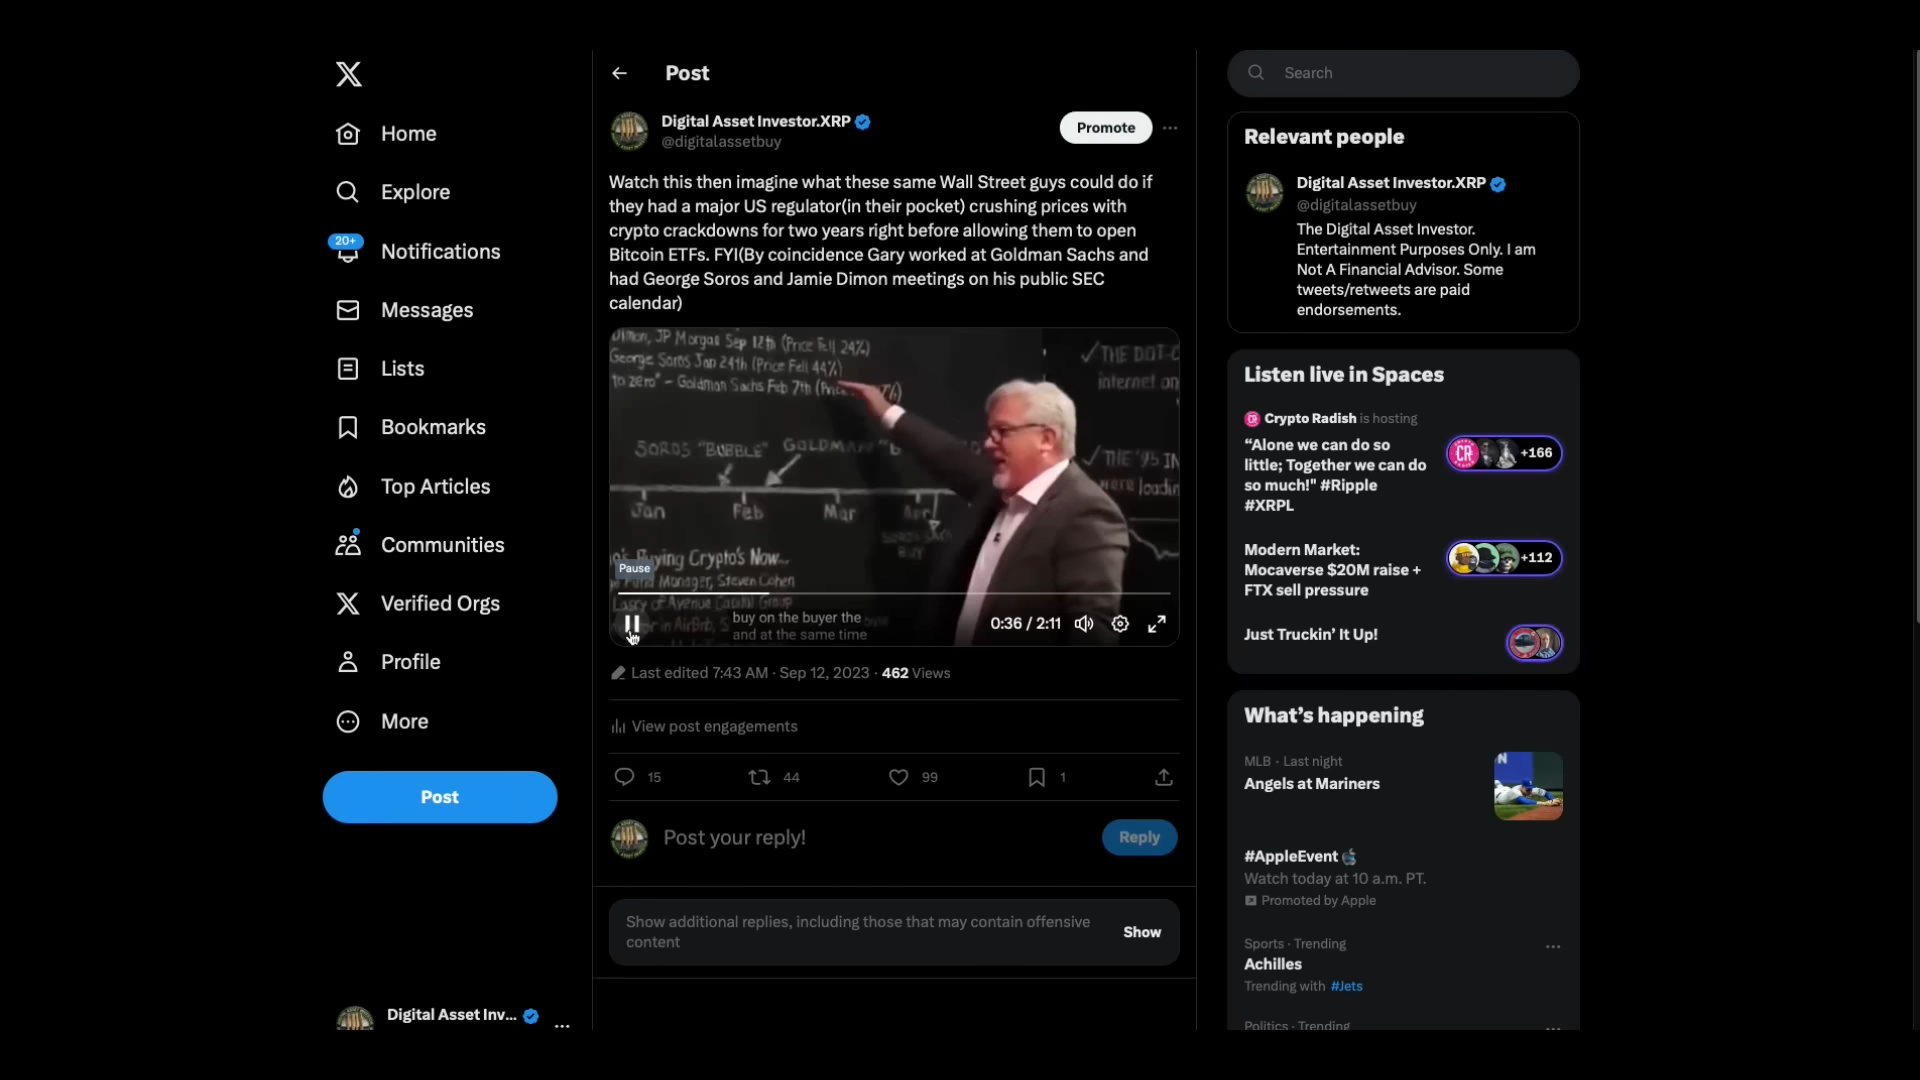 Home
Explore
20+
Notifications
Messages
Lists
Bookmarks
Top Articles
Communities
Verified Orgs
Profile
More
Post
Digital Asset Inv...
Post
Digital Asset Investor.XRP
@digitalassetbuy
Promote
Watch this then imagine what these same Wall Street guys could do if
they had a major US regulator(in their pocket) crushing prices with
crypto crackdowns for two years right before allowing them to open
Bitcoin ETFs. FYI(By coincidence Gary worked at Goldman Sachs and
had George Soros and Jamie Dimon meetings on his public SEC
calendar)
Dimon, JP Morgan Sep 12th (Price Fell 24%)
George Soros Jan 24th (Price Fell 44%)
to zero" - Goldman Sachs Feb 7th
SOROS "BUBBLE" GOLDMAN "B
Jan Feb Mar Apr
Buying Crypto's Now...
Manager, Steven Cohen
Lasry of Avenue Capital Group
in AirBnb, S
✓ THE DOT-C
internet
✓ THE '95 IN
were loadin
Pause
buy on the buyer the
and at the same time
0:36 / 2:11
Last edited 7:43 AM · Sep 12, 2023 · 462 Views
View post engagements
15 44 99 1
Post your reply!
Reply
Show additional replies, including those that may contain offensive
content
Show
Search
Relevant people
Digital Asset Investor.XRP
@digitalassetbuy
The Digital Asset Investor.
Entertainment Purposes Only. I am
Not A Financial Advisor. Some
tweets/retweets are paid
endorsements.
Listen live in Spaces
CR Crypto Radish is hosting
“Alone we can do so
little; Together we can do
so much!" #Ripple
#XRPL
CR +166
Modern Market:
Mocaverse $20M raise +
FTX sell pressure
+112
Just Truckin’ It Up!
What’s happening
MLB · Last night
Angels at Mariners
#AppleEvent
Watch today at 10 a.m. PT.
Promoted by Apple
Sports · Trending
Achilles
Trending with #Jets
Politics · Trending